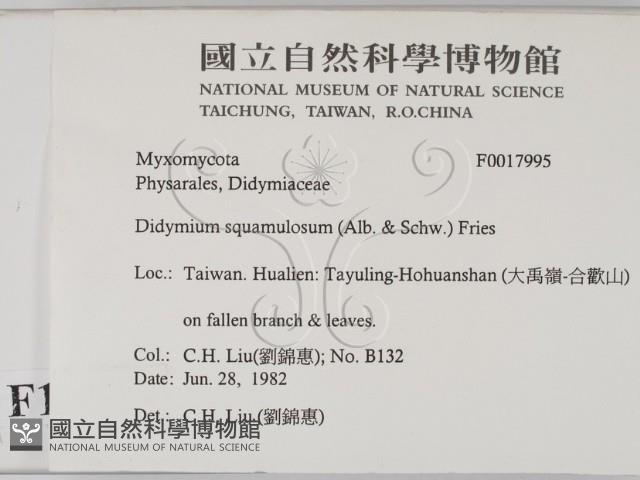 國立自然科學博物館
NATIONAL MUSEUM OF NATURAL SCIENCE
TAICHUNG, TAIWAN, R.O.CHINA
Myxomycota F0017995
Physarales, Didymiaceae
Didymium squamulosum (Alb. & Schw.) Fries
Loc.: Taiwan. Hualien: Tayuling-Hohuanshan (大禹嶺-合歡山)
on fallen branch & leaves.
Col.: C.H. Liu(劉錦惠); No. B132
Date: Jun. 28, 1982
Det.: C.H. Liu (劉錦惠)
F1
國立自然科學博物館
NATIONAL MUSEUM OF NATURAL SCIENCE